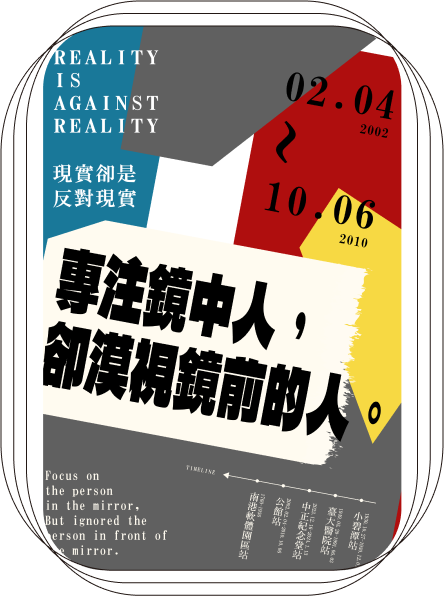 REALITY
IS
AGAINST
REALITY
現實卻是
反對現實
02.04
2002
~
10.06
2010
專注鏡中人，
卻漠視鏡前的人。
Focus on
the person
in the mirror,
But ignored the
person in front of
the mirror.
TIMELINE
南港軟體園區站
公館站
中正紀念堂站
臺大醫院站
小碧潭站